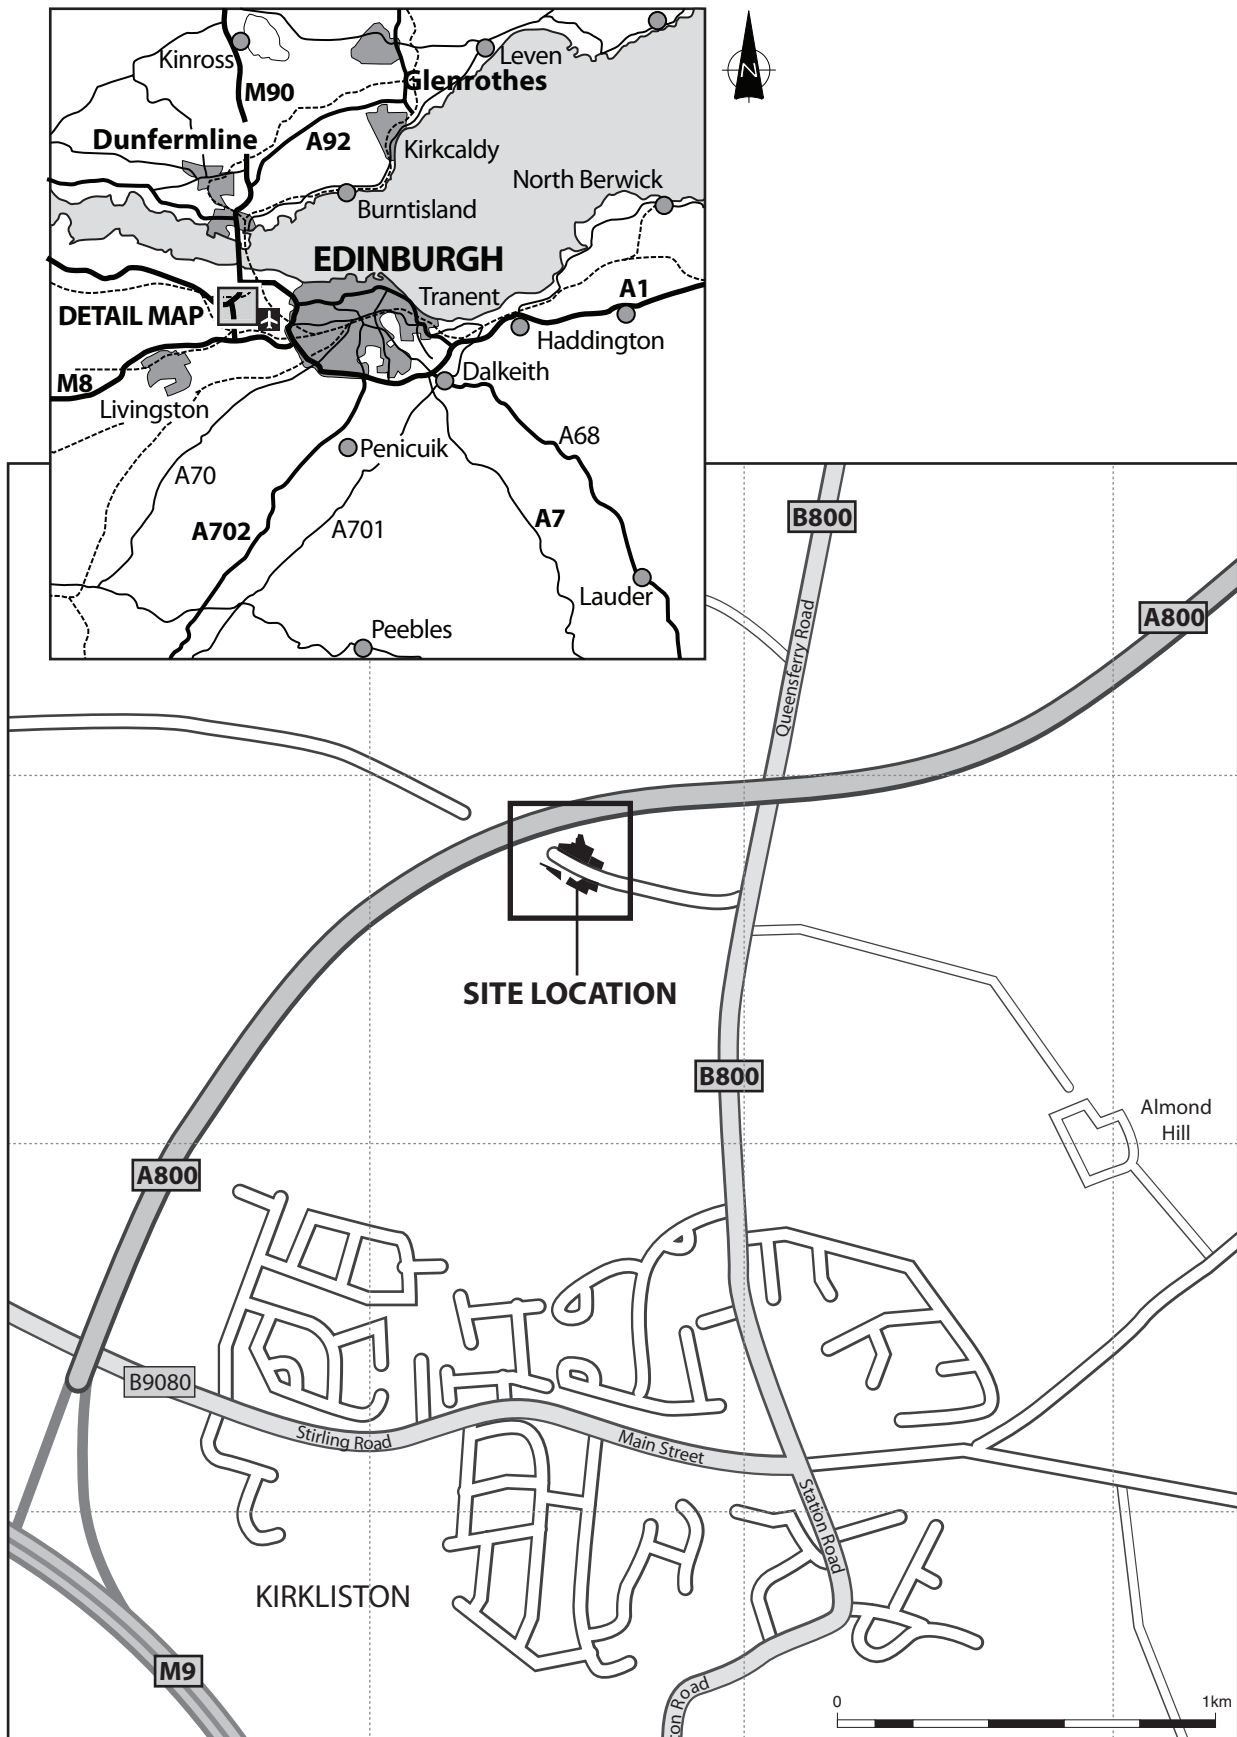 Kinross
Leven
Glenrothes
M90
Dunfermline
A92
Kirkcaldy
North Berwick
Burntisland
EDINBURGH
Tranent
A1
DETAIL MAP
Haddington
Dalkeith
M8
Livingston
A68
Penicuik
A70
A702
A701
A7
Lauder
Peebles
N
B800
A800
Queensferry Road
SITE LOCATION
B800
Almond
Hill
A800
B9080
Stirling Road
Main Street
Station Road
KIRKLISTON
M9
on Road
0
1km